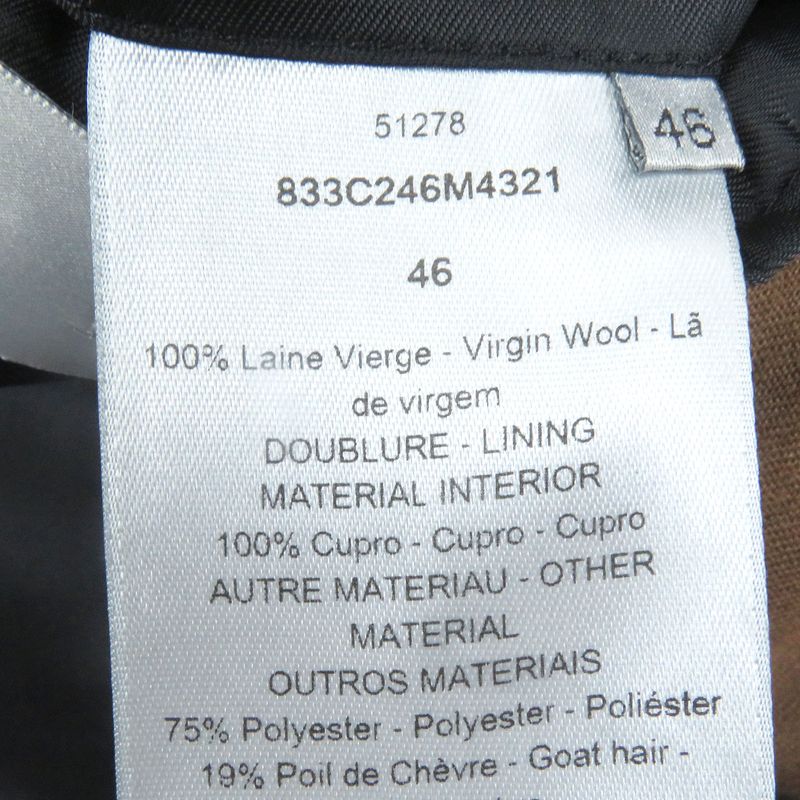 51278
46
833C246M4321
46
100% Laine Vierge - Virgin Wool - Lã
de virgem
DOUBLURE - LINING
MATERIAL INTERIOR
100% Cupro - Cupro - Cupro
AUTRE MATERIAU - OTHER
MATERIAL
OUTROS MATERIAIS
75% Polyester - Polyester - Poliéster
19% Poil de Chèvre - Goat hair -